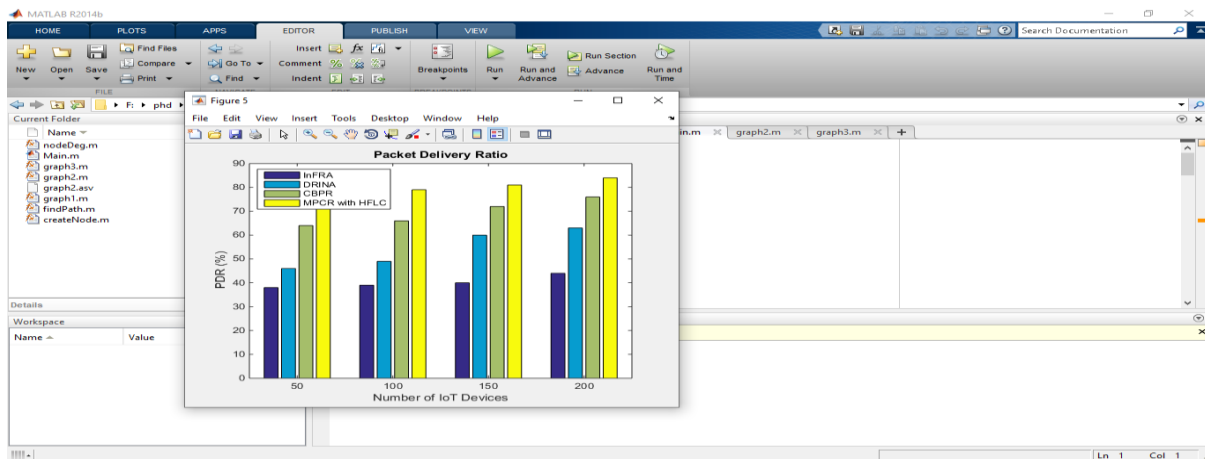 MATLAB R2014b
HOME PLOTS APPS EDITOR PUBLISH VIEW
Search Documentation
New Open Save
Find Files
Compare
Print
Go To
Find
Insert fx
Comment
Indent
Breakpoints
Run
Run and Advance
Run Section
Advance
Run and Time
FILE
F: phd
Current Folder
Name
nodeDeg.m
Main.m
graph3.m
graph2.m
graph2.asv
graph1.m
findPath.m
createNode.m
Details
Workspace
Name Value
in.m graph2.m graph3.m +
Figure 5
File Edit View Insert Tools Desktop Window Help
Packet Delivery Ratio
InFRA
DRINA
CBPR
MPCR with HFLC
PDR (%)
90
80
70
60
50
40
30
20
10
0
50 100 150 200
Number of IoT Devices
Ln 1 Col 1